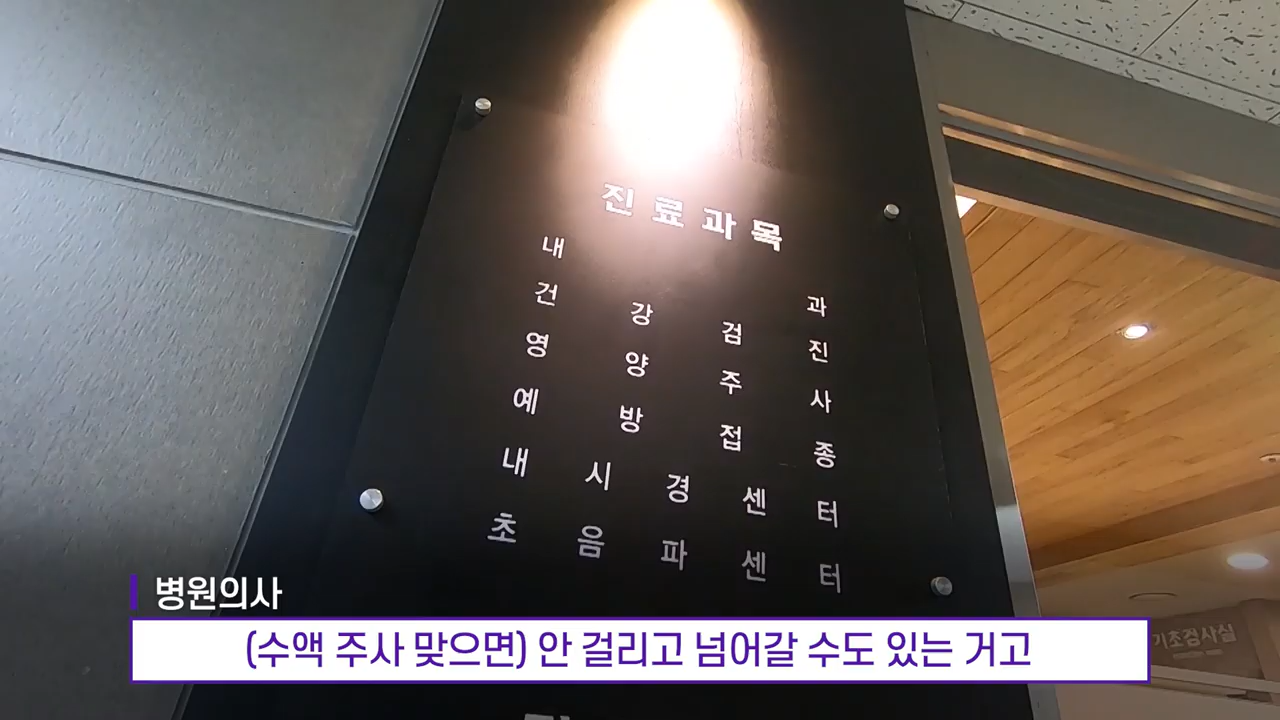 진료과목
내 과
건강검진
영양주사
예방접종
내시경센터
초음파센터
기초검사실
병원의사
(수액 주사 맞으면) 안 걸리고 넘어갈 수도 있는 거고